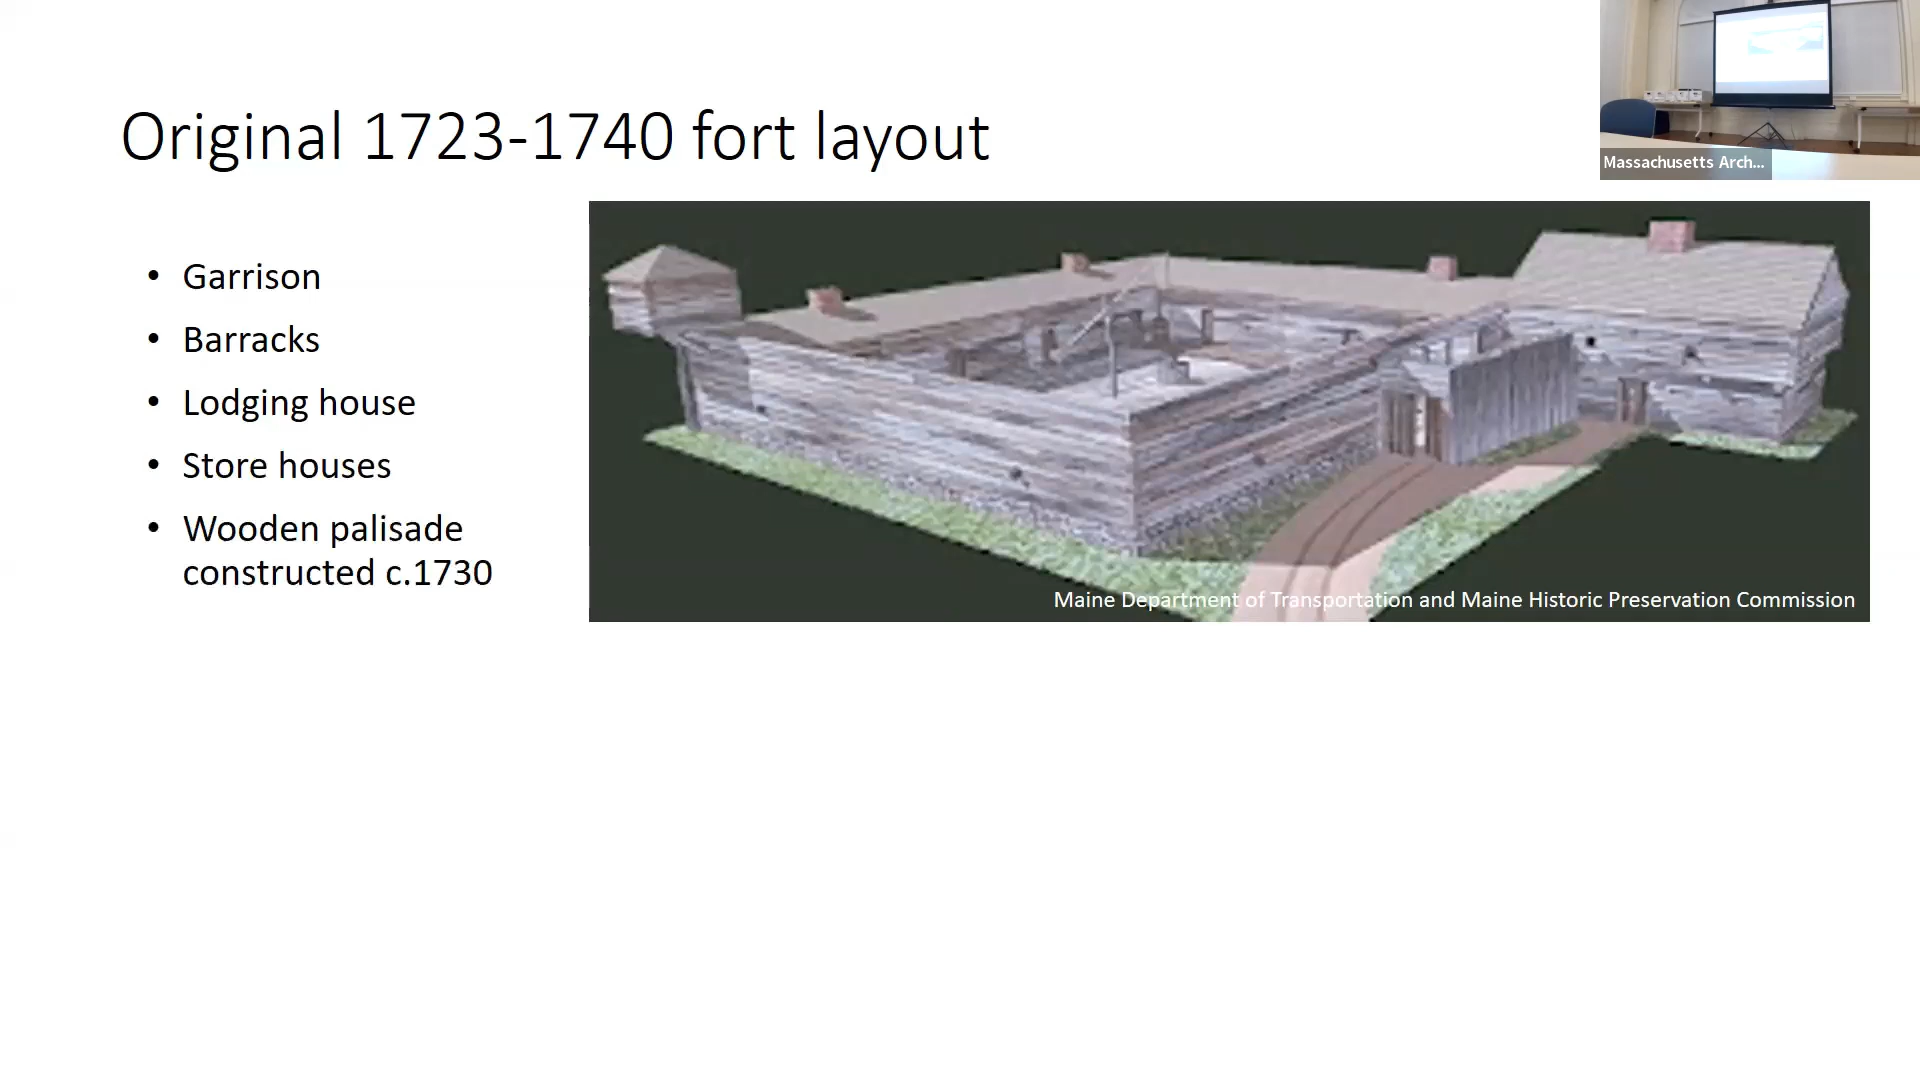 Original 1723-1740 fort layout
Massachusetts Arch...
• Garrison
• Barracks
• Lodging house
• Store houses
• Wooden palisade
constructed c.1730
Maine Department of Transportation and Maine Historic Preservation Commission